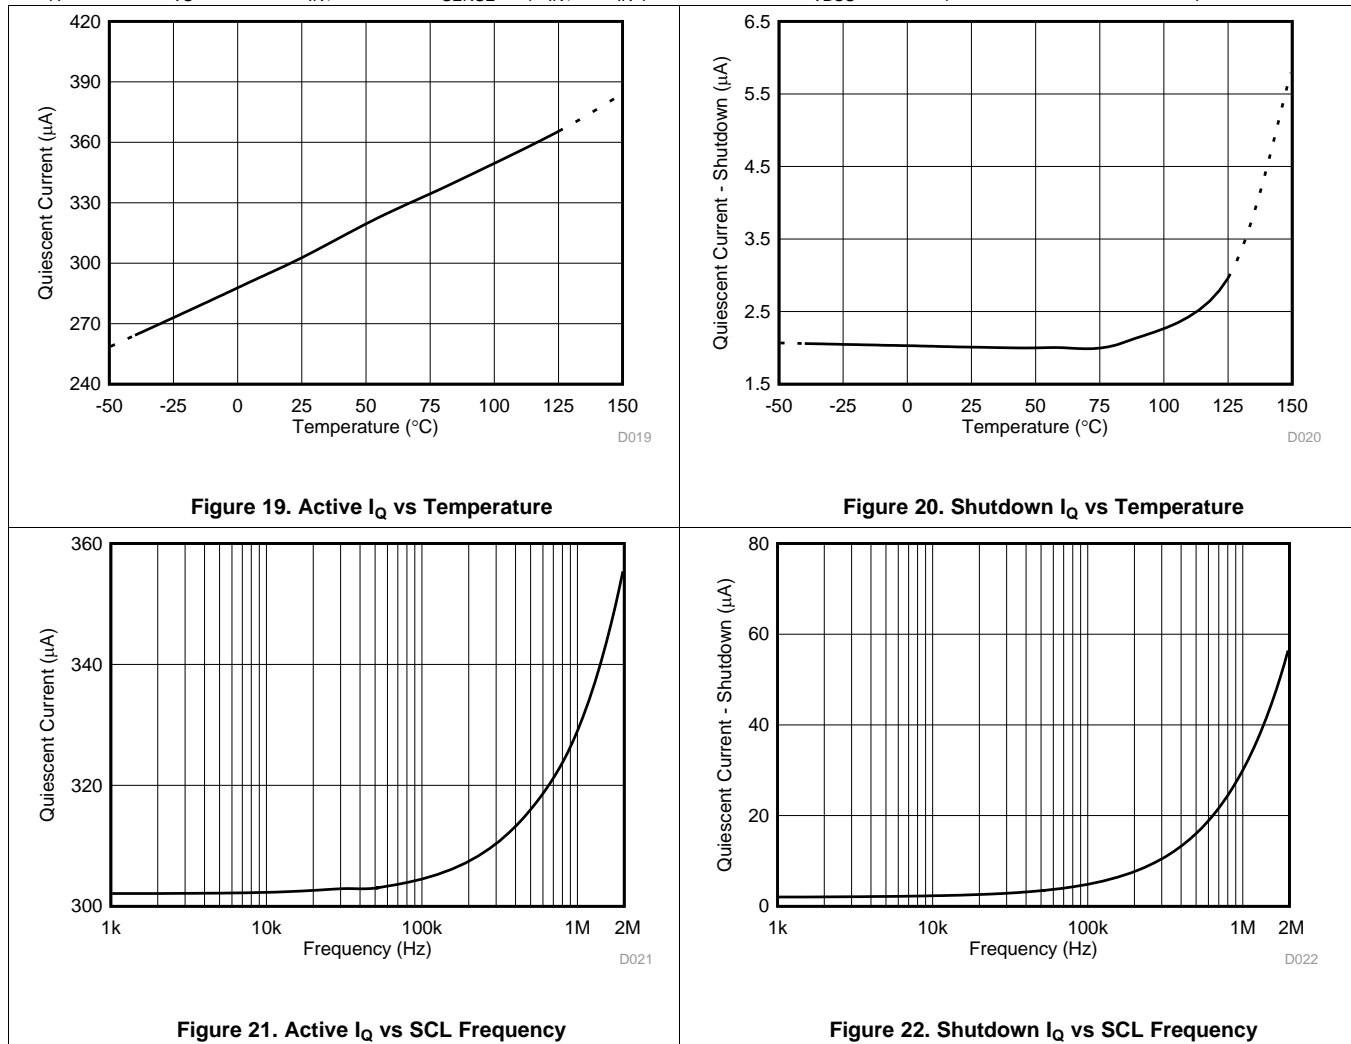 420
390
360
330
300
270
240
Quiescent Current (µA)
-50 -25 0 25 50 75 100 125 150
Temperature (°C)
D019
Figure 19. Active IQ vs Temperature
6.5
5.5
4.5
3.5
2.5
1.5
Quiescent Current - Shutdown (µA)
-50 -25 0 25 50 75 100 125 150
Temperature (°C)
D020
Figure 20. Shutdown IQ vs Temperature
360
340
320
300
Quiescent Current (µA)
1k 10k 100k 1M 2M
Frequency (Hz)
D021
Figure 21. Active IQ vs SCL Frequency
80
60
40
20
0
Quiescent Current - Shutdown (µA)
1k 10k 100k 1M 2M
Frequency (Hz)
D022
Figure 22. Shutdown IQ vs SCL Frequency